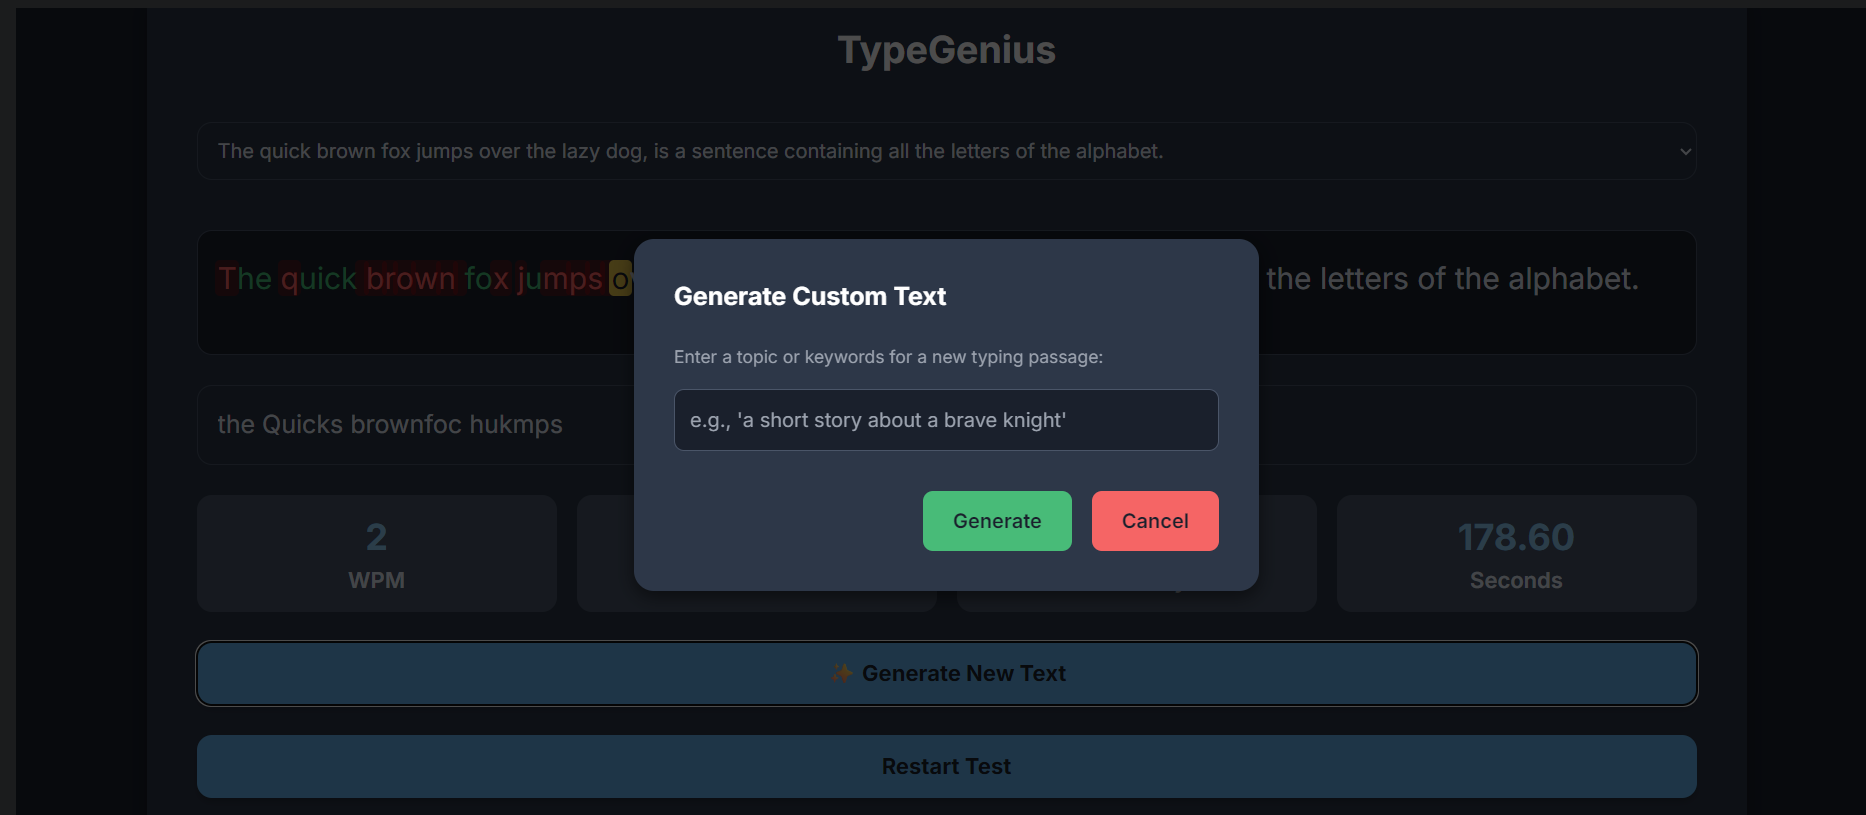 TypeGenius
The quick brown fox jumps over the lazy dog, is a sentence containing all the letters of the alphabet.
The quick brown fox jumps o
the letters of the alphabet.
Generate Custom Text
Enter a topic or keywords for a new typing passage:
e.g., 'a short story about a brave knight'
Generate
Cancel
the Quicks brownfoc hukmps
2
WPM
178.60
Seconds
✨ Generate New Text
Restart Test